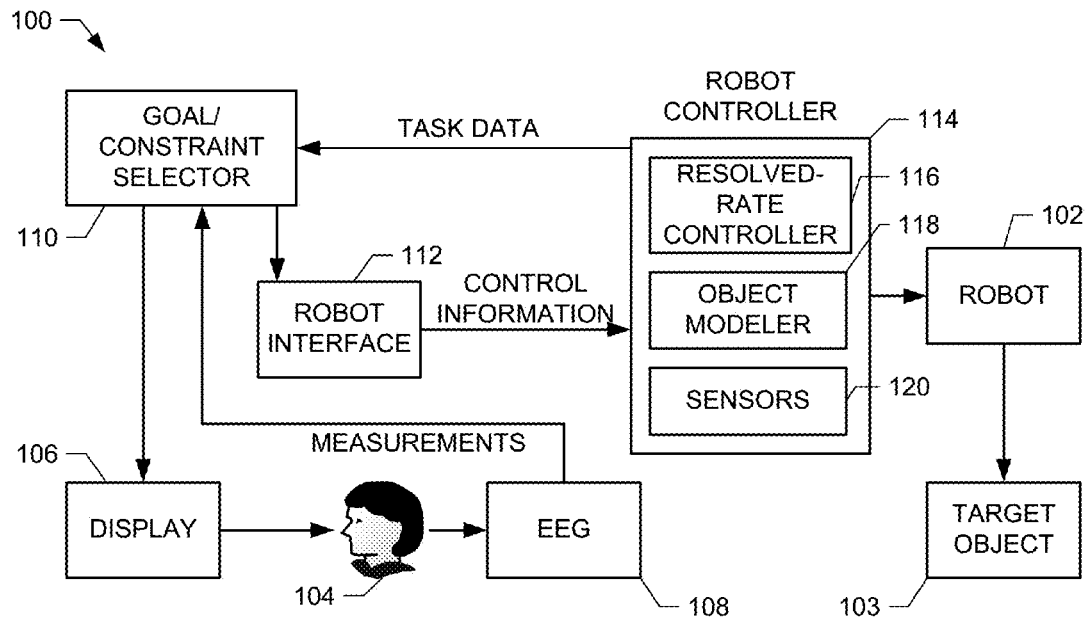 100
GOAL/
CONSTRAINT
SELECTOR
110
TASK DATA
ROBOT
CONTROLLER
114
RESOLVED-
RATE
CONTROLLER
116
118
OBJECT
MODELER
SENSORS
120
102
ROBOT
112
ROBOT
INTERFACE
CONTROL
INFORMATION
MEASUREMENTS
106
DISPLAY
104
EEG
108
TARGET
OBJECT
103